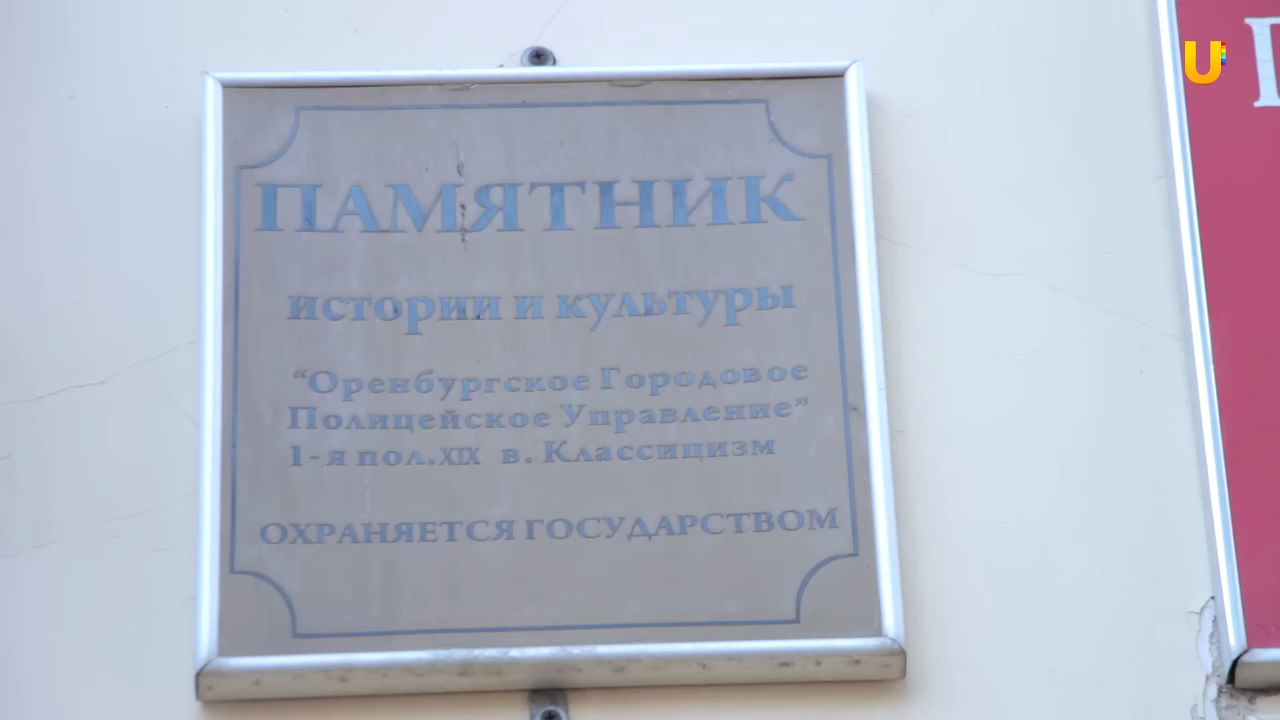 U
ПАМЯТНИК
истории и культуры
“Оренбургское Городовое
Полицейское Управление”
1-я пол.XIX в. Классицизм
ОХРАНЯЕТСЯ ГОСУДАРСТВОМ